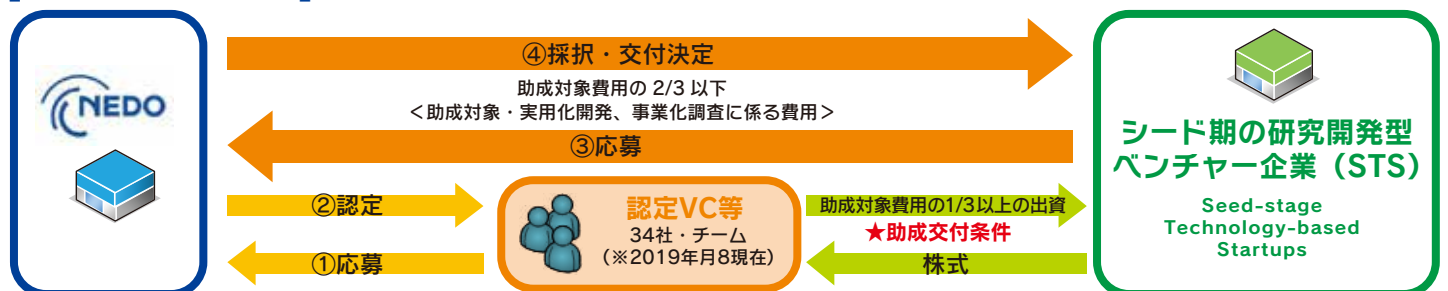 NEDO
④採択・交付決定
助成対象費用の 2/3 以下
＜助成対象・実用化開発、事業化調査に係る費用＞
③応募
②認定
①応募
認定VC等
34社・チーム
（※2019年月8現在）
助成対象費用の1/3以上の出資
★助成交付条件
株式
シード期の研究開発型
ベンチャー企業（STS）
Seed-stage
Technology-based
Startups